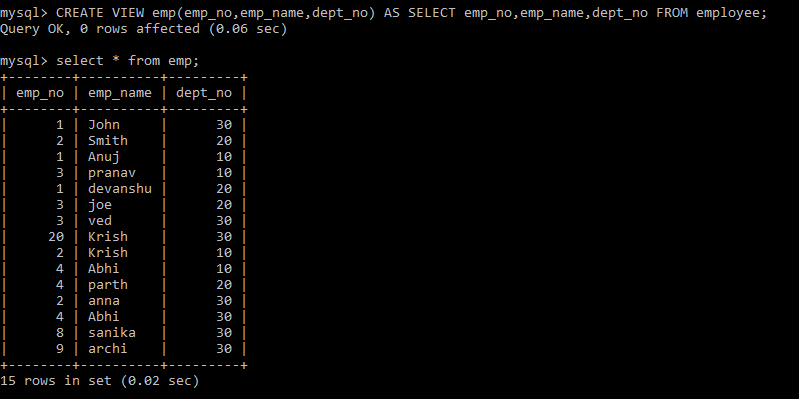 mysql> CREATE VIEW emp(emp_no,emp_name,dept_no) AS SELECT emp_no,emp_name,dept_no FROM employee;
Query OK, 0 rows affected (0.06 sec)

mysql> select * from emp;
+--------+----------+---------+
| emp_no | emp_name | dept_no |
+--------+----------+---------+
|      1 | John     |      30 |
|      2 | Smith    |      20 |
|      1 | Anuj     |      10 |
|      3 | pranav   |      10 |
|      1 | devanshu |      20 |
|      3 | joe      |      20 |
|      3 | ved      |      30 |
|     20 | Krish    |      30 |
|      2 | Krish    |      10 |
|      4 | Abhi     |      10 |
|      4 | parth    |      20 |
|      2 | anna     |      30 |
|      4 | Abhi     |      30 |
|      8 | sanika   |      30 |
|      9 | archi    |      30 |
+--------+----------+---------+
15 rows in set (0.02 sec)